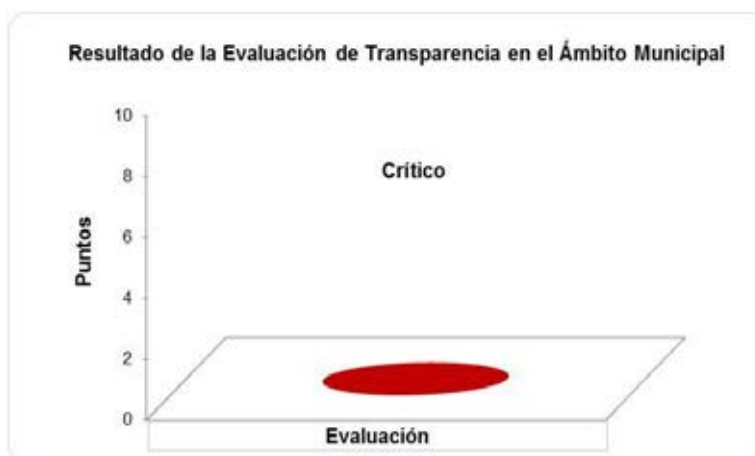 Resultado de la Evaluación de Transparencia en el Ámbito Municipal
10
Crítico
8
6
Puntos
4
2
0
Evaluación